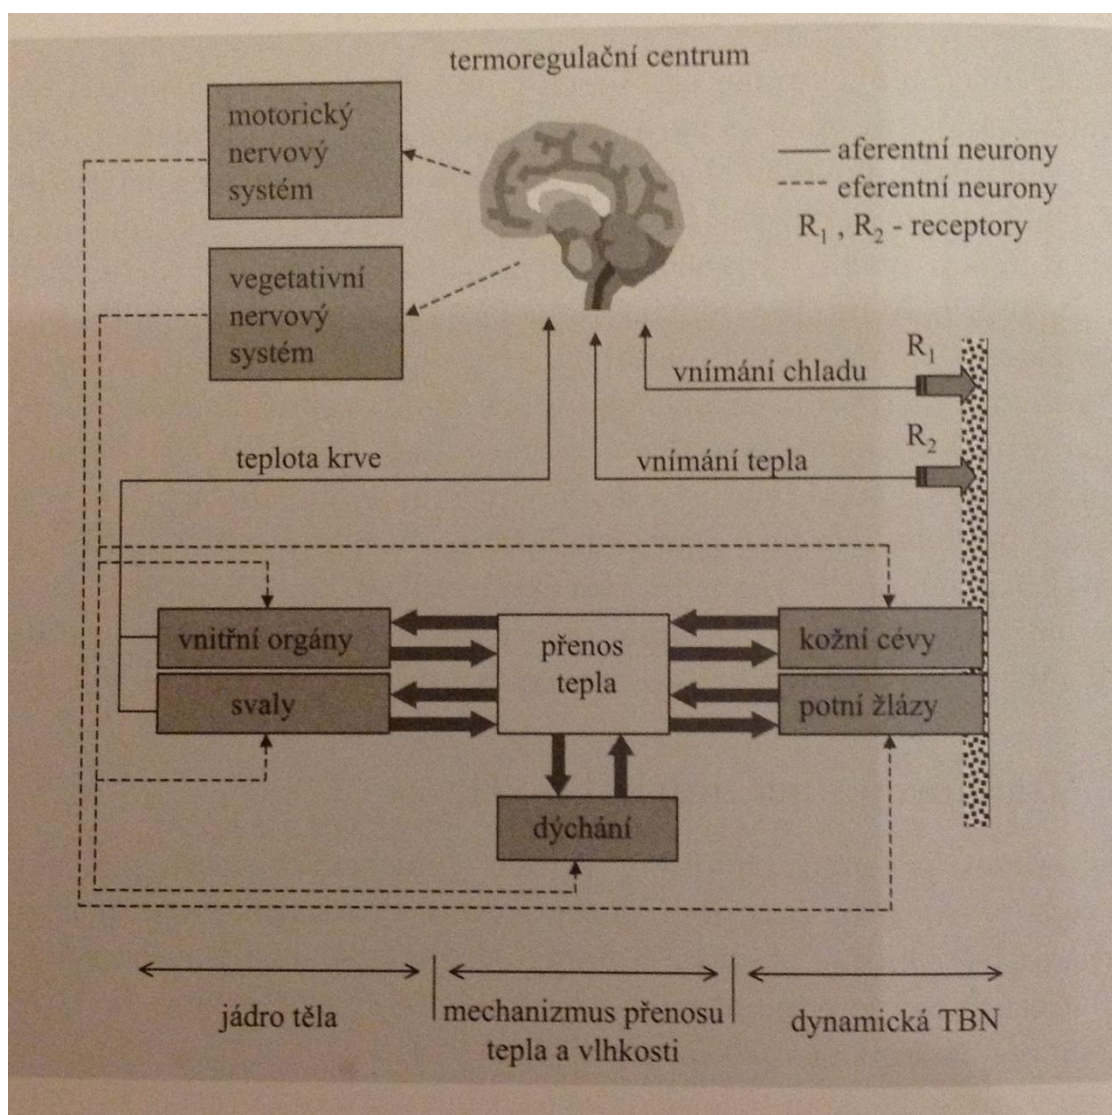 termoregulační centrum
motorický
nervový
systém
aferentní neurony
eferentní neurony
R₁ , R₂ - receptory
vegetativní
nervový
systém
R₁
vnímání chladu
R₂
teplota krve
vnímání tepla
vnitřní orgány
přenos
tepla
kožní cévy
svaly
potní žlázy
dýchání
jádro těla
mechanizmus přenosu
tepla a vlhkosti
dynamická TBN